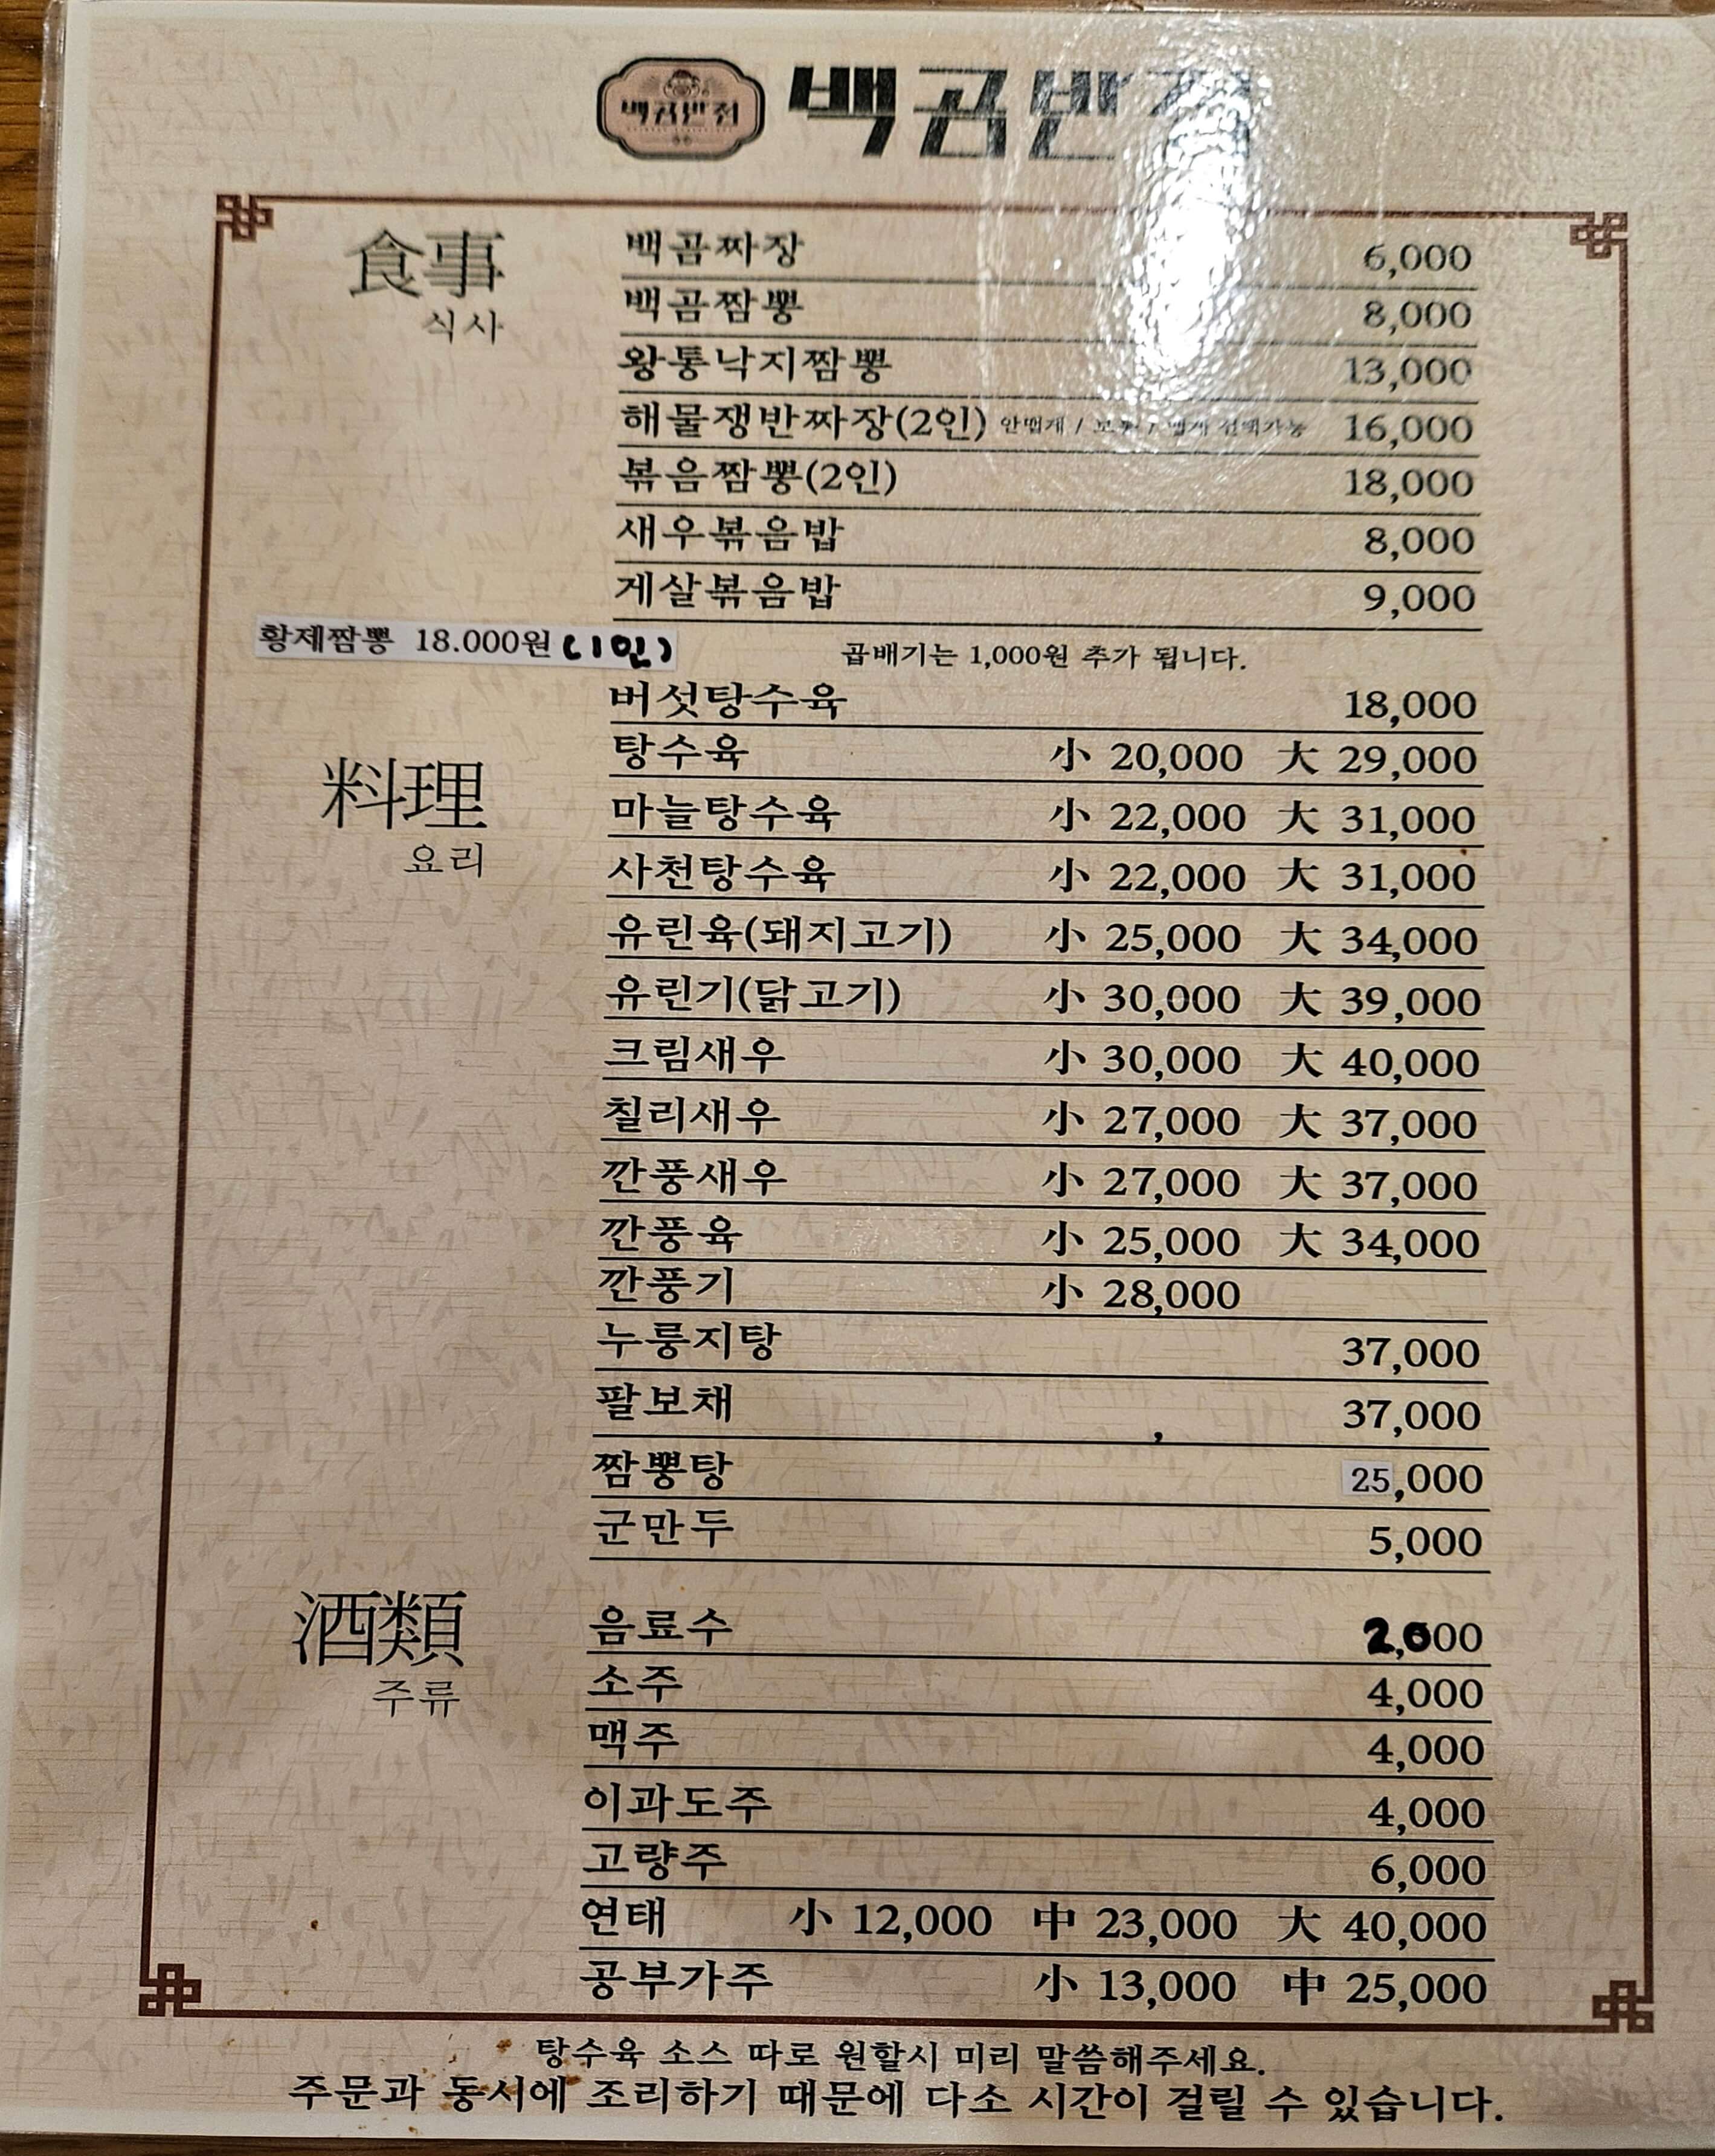 백곰반점 백곰반점
食事
식사
백곰짜장 6,000
백곰짬뽕 8,000
왕통낙지짬뽕 13,000
해물쟁반짜장(2인) 안맵게 / 보통 / 맵게 선택가능 16,000
볶음짬뽕(2인) 18,000
새우볶음밥 8,000
게살볶음밥 9,000
황제짬뽕 18.000원 (1인)
곱배기는 1,000원 추가 됩니다.
料理
요리
버섯탕수육 18,000
탕수육 小 20,000 大 29,000
마늘탕수육 小 22,000 大 31,000
사천탕수육 小 22,000 大 31,000
유린육(돼지고기) 小 25,000 大 34,000
유린기(닭고기) 小 30,000 大 39,000
크림새우 小 30,000 大 40,000
칠리새우 小 27,000 大 37,000
깐풍새우 小 27,000 大 37,000
깐풍육 小 25,000 大 34,000
깐풍기 小 28,000
누룽지탕 37,000
팔보채 37,000
짬뽕탕 25,000
군만두 5,000
酒類
주류
음료수 2,000
소주 4,000
맥주 4,000
이과도주 4,000
고량주 6,000
연태 小 12,000 中 23,000 大 40,000
공부가주 小 13,000 中 25,000
탕수육 소스 따로 원할시 미리 말씀해주세요.
주문과 동시에 조리하기 때문에 다소 시간이 걸릴 수 있습니다.